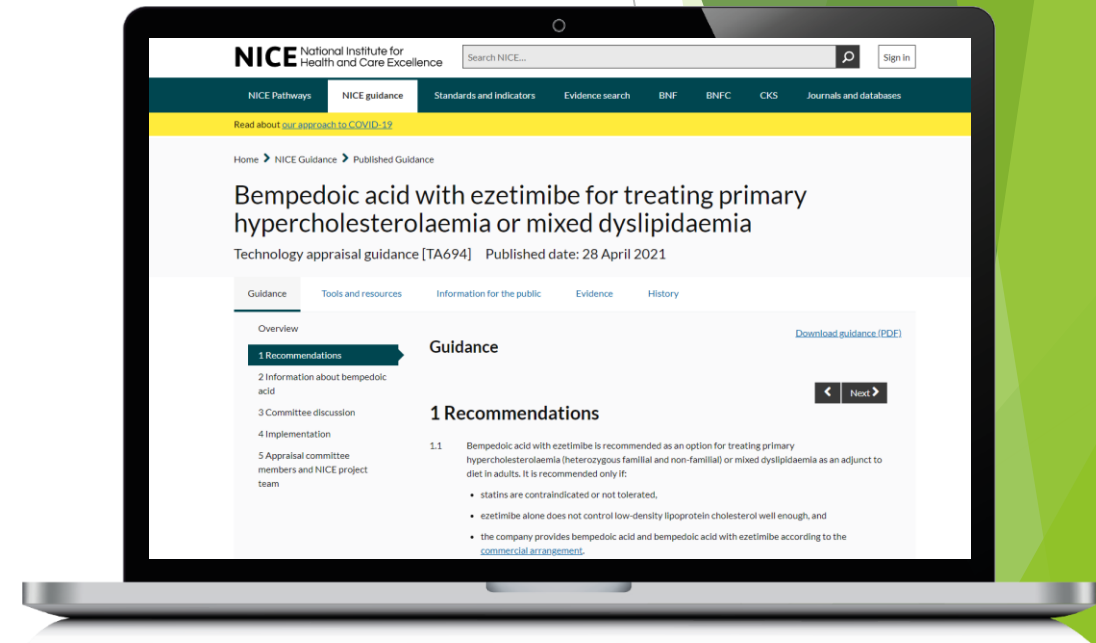 NICE National Institute for
Health and Care Excellence
Search NICE...
Sign in
NICE Pathways NICE guidance Standards and indicators Evidence search BNF BNFC CKS Journals and databases
Read about our approach to COVID-19
Home > NICE Guidance > Published Guidance
Bempedoic acid with ezetimibe for treating primary
hypercholesterolaemia or mixed dyslipidaemia
Technology appraisal guidance [TA694] Published date: 28 April 2021
Guidance Tools and resources Information for the public Evidence History
Overview
1 Recommendations
2 Information about bempedoic
acid
3 Committee discussion
4 Implementation
5 Appraisal committee
members and NICE project
team
Download guidance (PDF)
Guidance
Next
1 Recommendations
1.1 Bempedoic acid with ezetimibe is recommended as an option for treating primary
hypercholesterolaemia (heterozygous familial and non-familial) or mixed dyslipidaemia as an adjunct to
diet in adults. It is recommended only if:
• statins are contraindicated or not tolerated,
• ezetimibe alone does not control low-density lipoprotein cholesterol well enough, and
• the company provides bempedoic acid and bempedoic acid with ezetimibe according to the
commercial arrangement.